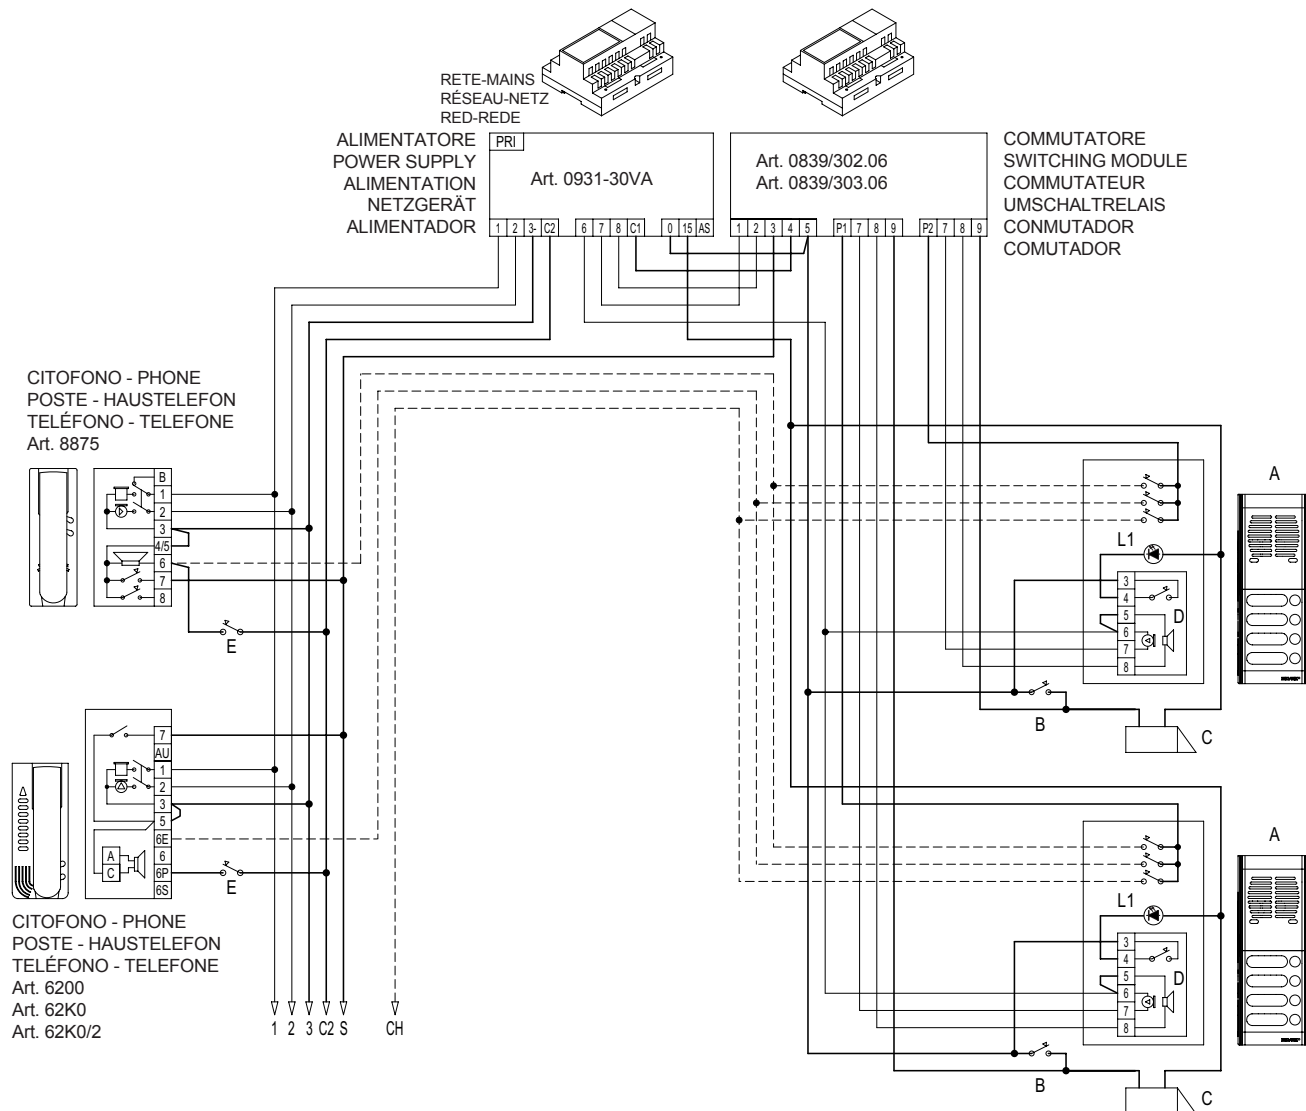 RETE-MAINS
RÉSEAU-NETZ
RED-REDE
ALIMENTATORE
POWER SUPPLY
ALIMENTATION
NETZGERÄT
ALIMENTADOR
PRI
Art. 0931-30VA
1 2 3- C2 6 7 8 C1 0 15 AS
Art. 0839/302.06
Art. 0839/303.06
1 2 3 4 5 P1 7 8 9 P2 7 8 9
COMMUTATORE
SWITCHING MODULE
COMMUTATEUR
UMSCHALTRELAIS
CONMUTADOR
COMUTADOR
CITOFONO - PHONE
POSTE - HAUSTELEFON
TELÉFONO - TELEFONE
Art. 8875
B
1
2
3
4/5
6
7
8
E
7
AU
1
2
3
5
6E
6
6P
6S
A
C
E
CITOFONO - PHONE
POSTE - HAUSTELEFON
TELÉFONO - TELEFONE
Art. 6200
Art. 62K0
Art. 62K0/2
1 2 3 C2 S CH
A
L1
3
4
5
6
7
8
D
B
C
A
L1
3
4
5
6
7
8
D
B
C